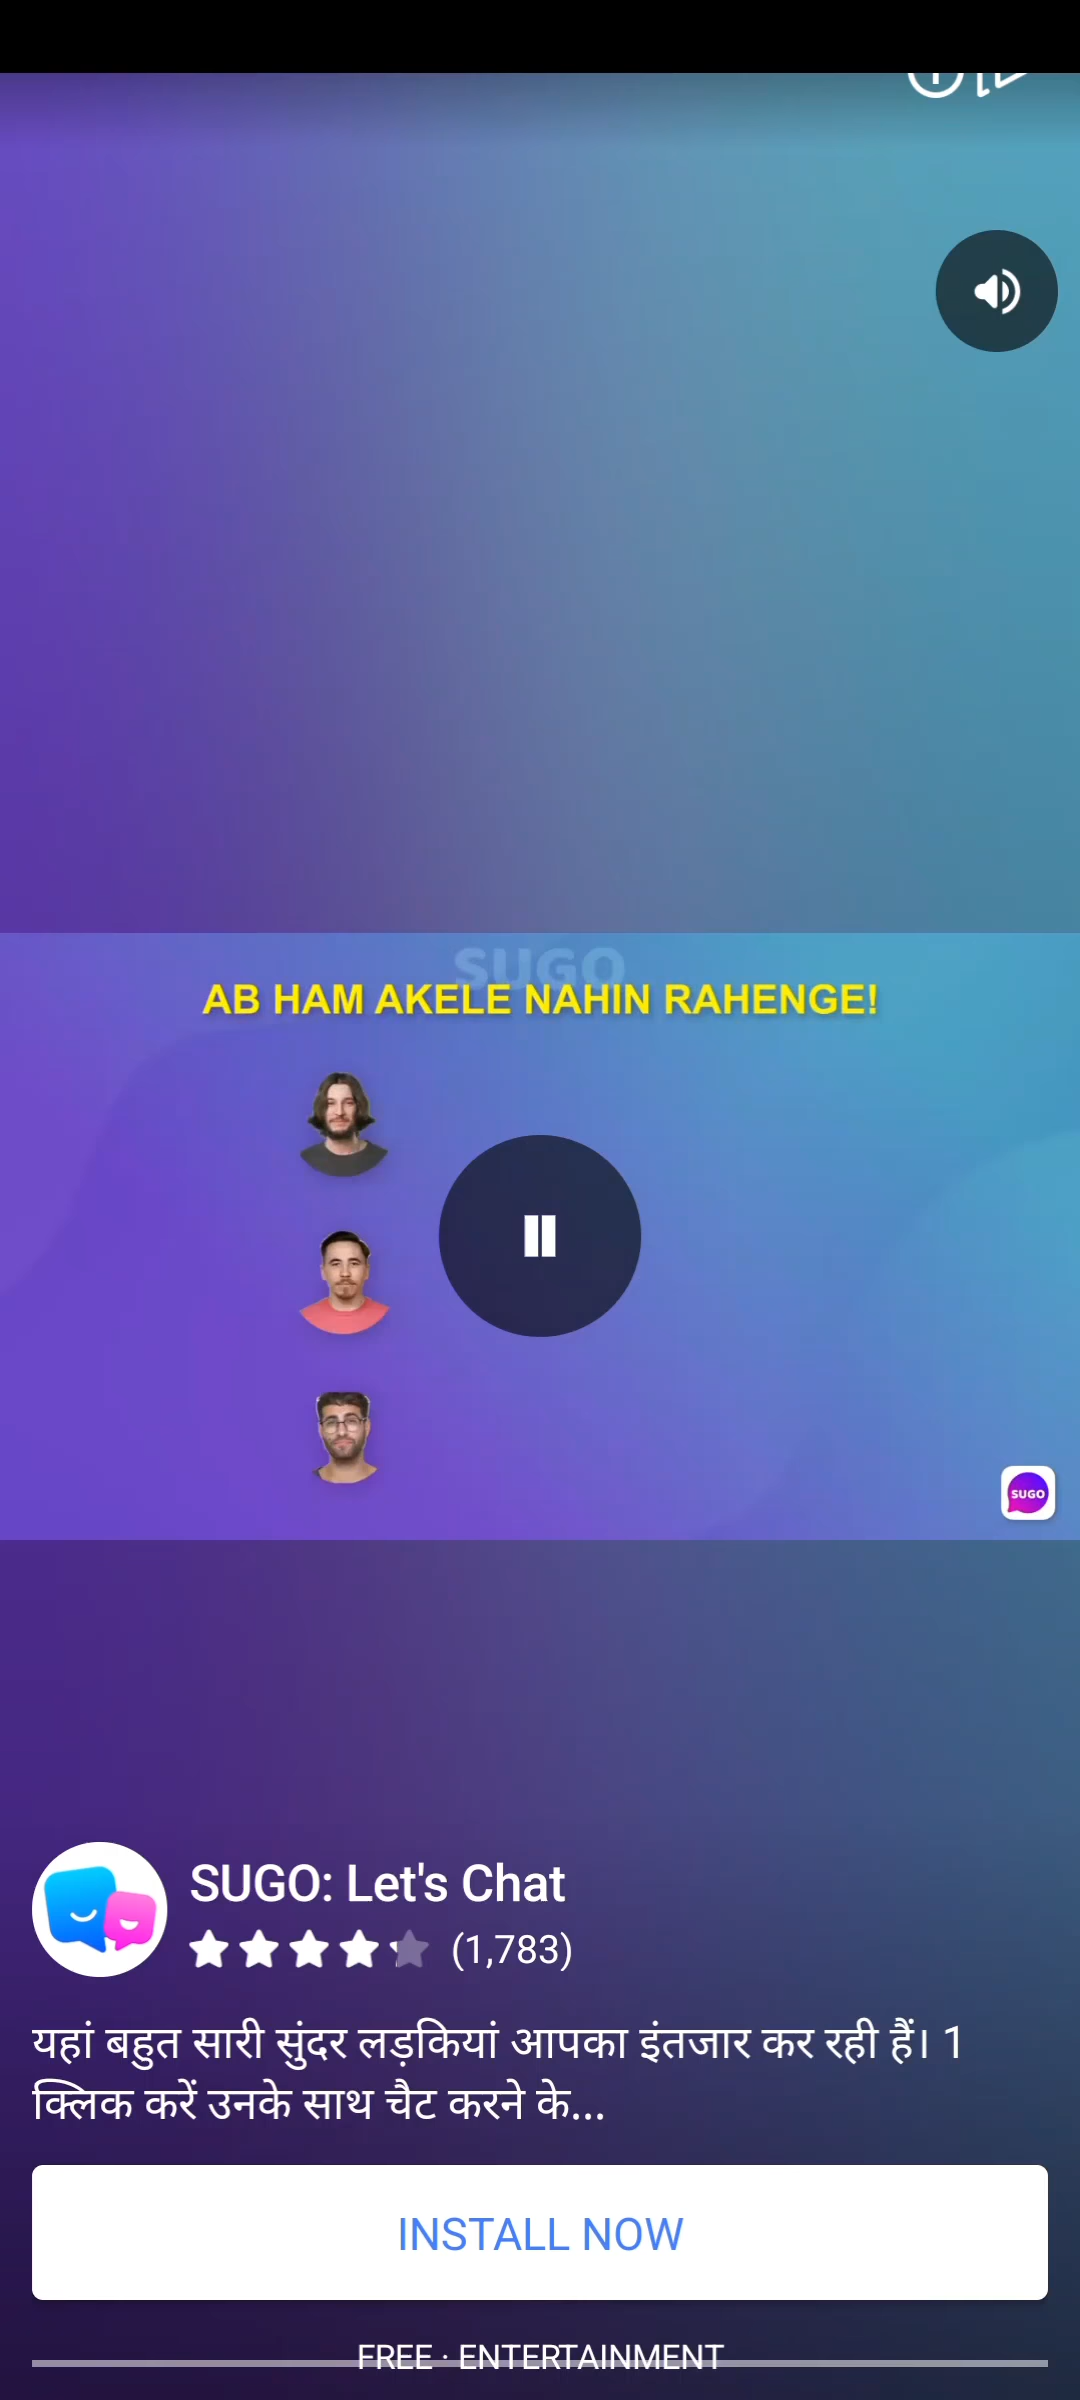 SUGO
AB HAM AKELE NAHIN RAHENGE!
SUGO
SUGO: Let's Chat
(1,783)
यहां बहुत सारी सुंदर लड़कियां आपका इंतजार कर रही हैं। 1
क्लिक करें उनके साथ चैट करने के...
INSTALL NOW
FREE · ENTERTAINMENT